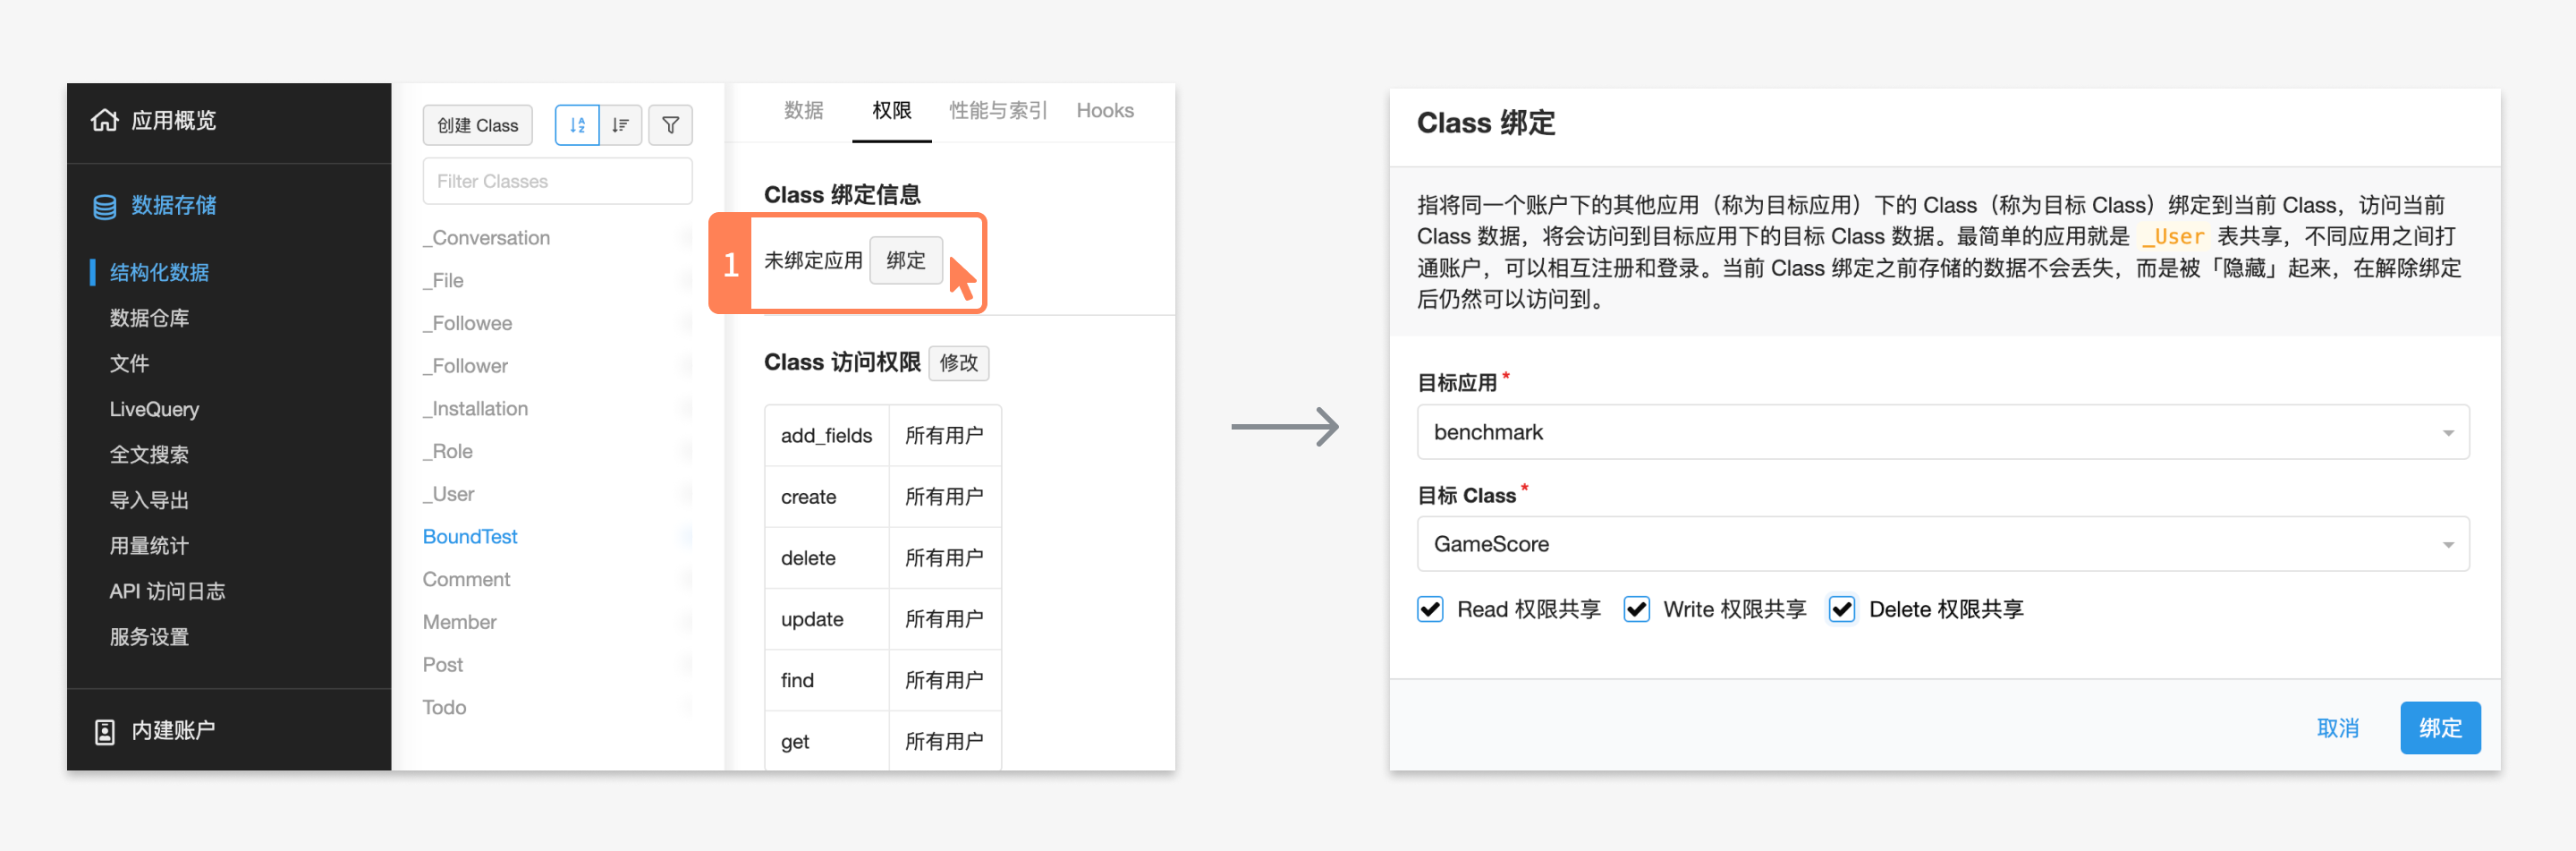 应用概览
数据存储
结构化数据
数据仓库
文件
LiveQuery
全文搜索
导入导出
用量统计
API 访问日志
服务设置
内建账户
创建 Class
Filter Classes
_Conversation
_File
_Followee
_Follower
_Installation
_Role
_User
BoundTest
Comment
Member
Post
Todo
数据 权限 性能与索引 Hooks
Class 绑定信息
1 未绑定应用 绑定
Class 访问权限 修改
add_fields 所有用户
create 所有用户
delete 所有用户
update 所有用户
find 所有用户
get 所有用户
Class 绑定
指将同一个账户下的其他应用（称为目标应用）下的 Class（称为目标 Class）绑定到当前 Class，访问当前
Class 数据，将会访问到目标应用下的目标 Class 数据。最简单的应用就是 _User 表共享，不同应用之间打
通账户，可以相互注册和登录。当前 Class 绑定之前存储的数据不会丢失，而是被「隐藏」起来，在解除绑定
后仍然可以访问到。
目标应用*
benchmark
目标 Class*
GameScore
Read 权限共享 Write 权限共享 Delete 权限共享
取消 绑定